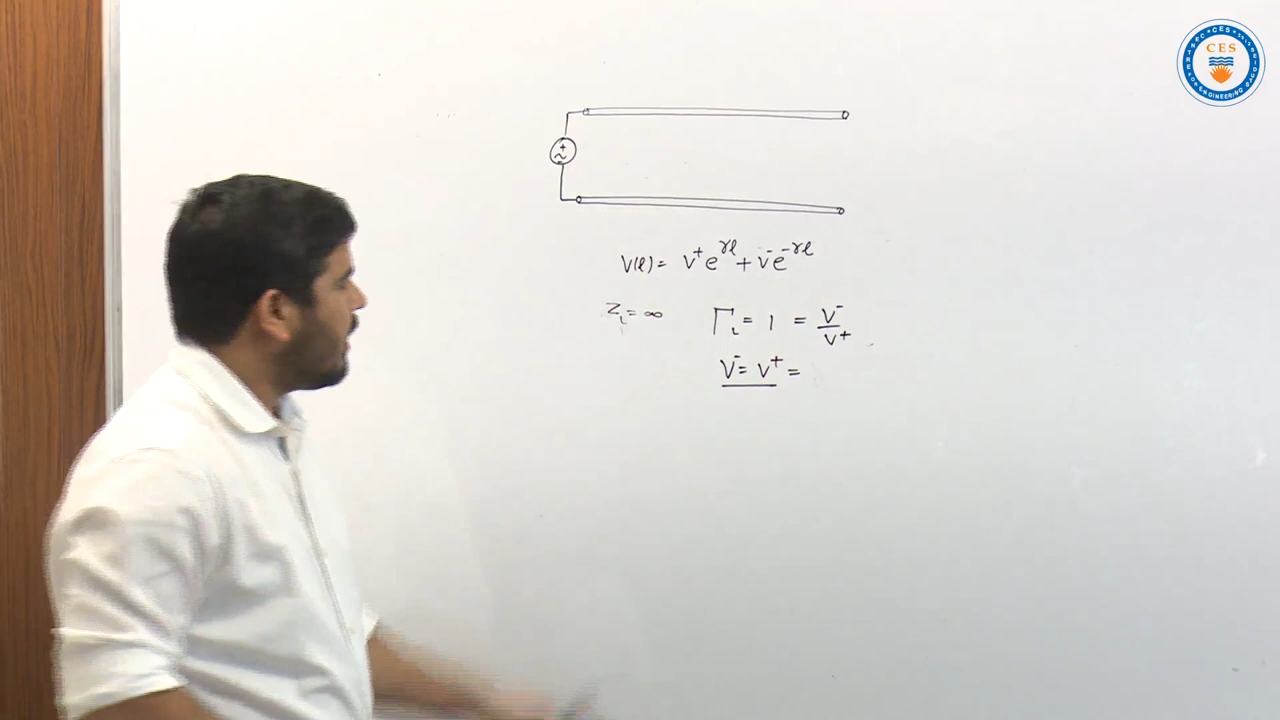 CES
+
~
V(l) = V⁺e^γl + V⁻e^-γl
Z_L = ∞
Γ_L = 1 = V⁻/V⁺
V⁻ = V⁺ =